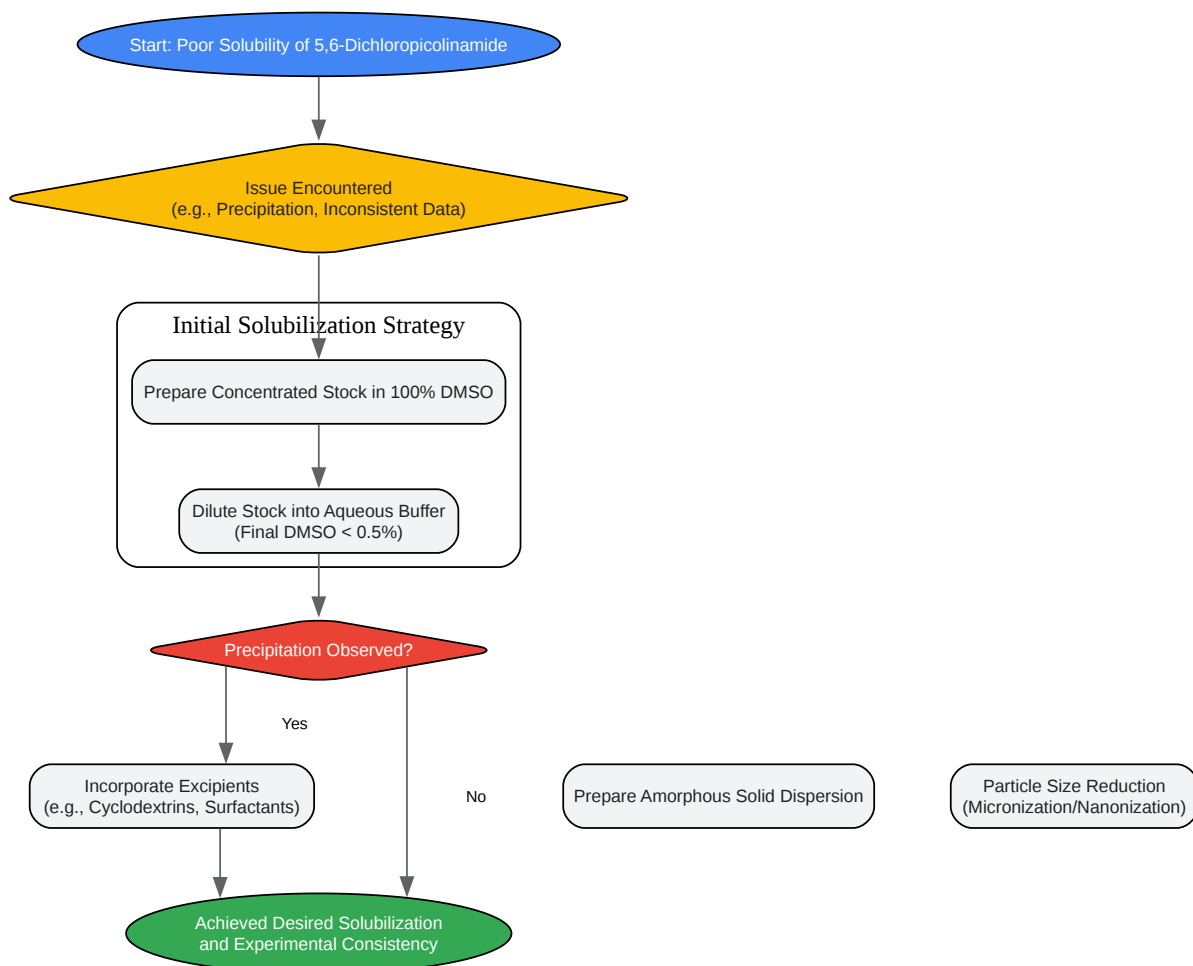 Start: Poor Solubility of 5,6-Dichloropicolinamide
Issue Encountered
(e.g., Precipitation, Inconsistent Data)
Initial Solubilization Strategy
Prepare Concentrated Stock in 100% DMSO
Dilute Stock into Aqueous Buffer
(Final DMSO < 0.5%)
Precipitation Observed?
Yes
Incorporate Excipients
(e.g., Cyclodextrins, Surfactants)
No
Prepare Amorphous Solid Dispersion
Particle Size Reduction
(Micronization/Nanonization)
Achieved Desired Solubilization
and Experimental Consistency